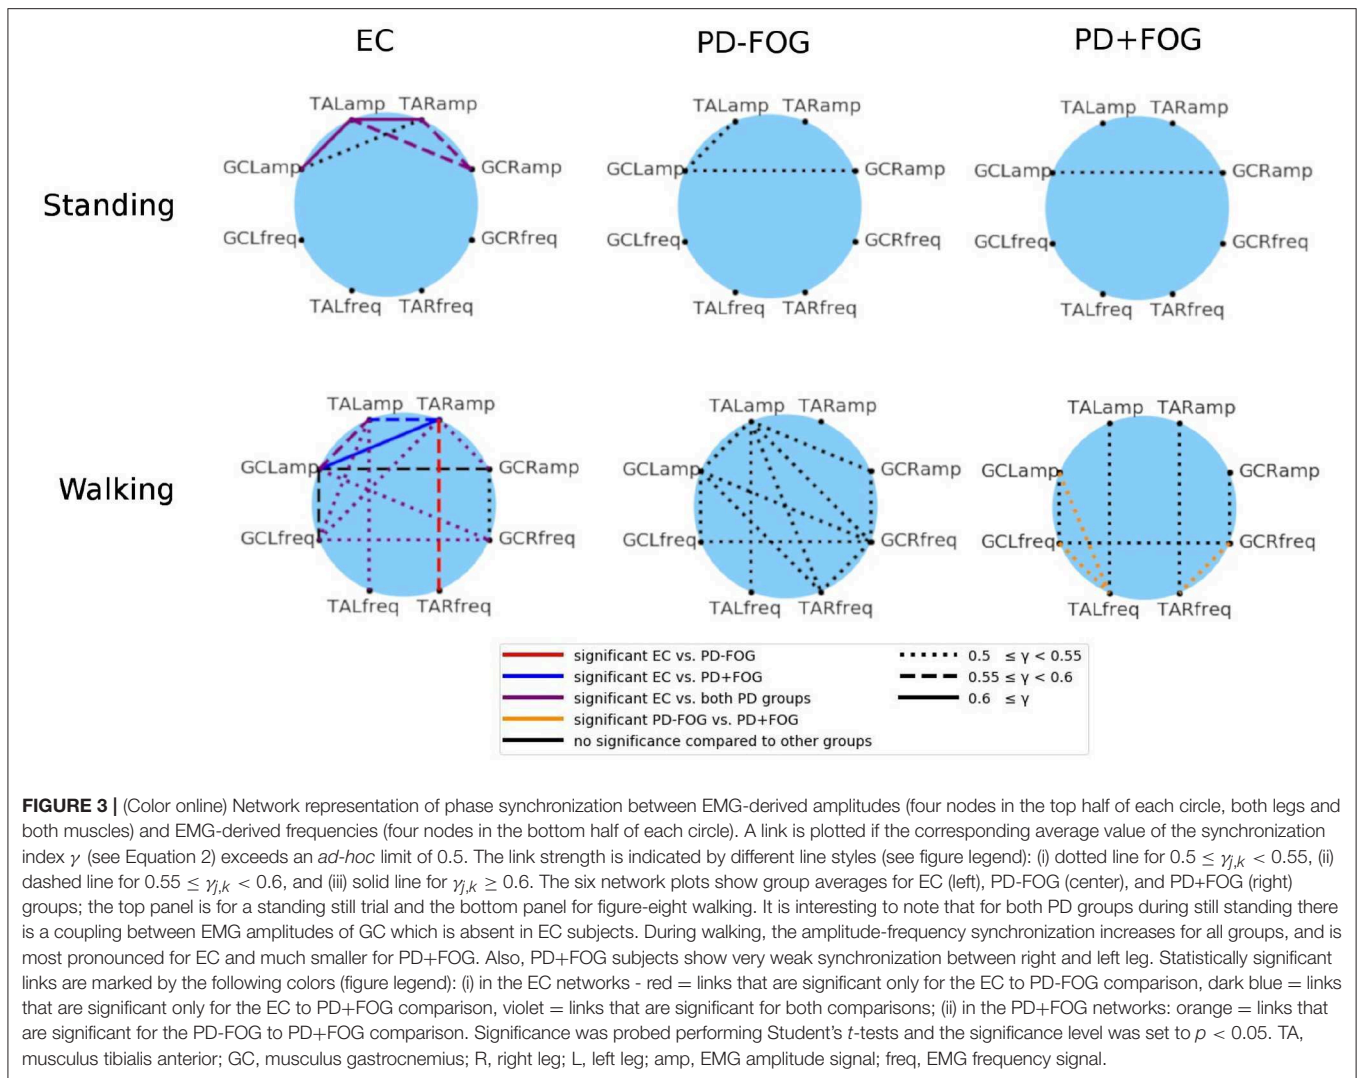 EC
PD-FOG
PD+FOG
Standing
TALamp TARamp
GCLamp GCRamp
GCLfreq GCRfreq
TALfreq TARfreq
TALamp TARamp
GCLamp GCRamp
GCLfreq GCRfreq
TALfreq TARfreq
TALamp TARamp
GCLamp GCRamp
GCLfreq GCRfreq
TALfreq TARfreq
Walking
TALamp TARamp
GCLamp GCRamp
GCLfreq GCRfreq
TALfreq TARfreq
TALamp TARamp
GCLamp GCRamp
GCLfreq GCRfreq
TALfreq TARfreq
TALamp TARamp
GCLamp GCRamp
GCLfreq GCRfreq
TALfreq TARfreq
significant EC vs. PD-FOG
significant EC vs. PD+FOG
significant EC vs. both PD groups
significant PD-FOG vs. PD+FOG
no significance compared to other groups
0.5 ≤ γ < 0.55
0.55 ≤ γ < 0.6
0.6 ≤ γ
FIGURE 3 | (Color online) Network representation of phase synchronization between EMG-derived amplitudes (four nodes in the top half of each circle, both legs and
both muscles) and EMG-derived frequencies (four nodes in the bottom half of each circle). A link is plotted if the corresponding average value of the synchronization
index γ (see Equation 2) exceeds an ad-hoc limit of 0.5. The link strength is indicated by different line styles (see figure legend): (i) dotted line for 0.5 ≤ γj,k < 0.55, (ii)
dashed line for 0.55 ≤ γj,k < 0.6, and (iii) solid line for γj,k ≥ 0.6. The six network plots show group averages for EC (left), PD-FOG (center), and PD+FOG (right)
groups; the top panel is for a standing still trial and the bottom panel for figure-eight walking. It is interesting to note that for both PD groups during still standing there
is a coupling between EMG amplitudes of GC which is absent in EC subjects. During walking, the amplitude-frequency synchronization increases for all groups, and is
most pronounced for EC and much smaller for PD+FOG. Also, PD+FOG subjects show very weak synchronization between right and left leg. Statistically significant
links are marked by the following colors (figure legend): (i) in the EC networks - red = links that are significant only for the EC to PD-FOG comparison, dark blue = links
that are significant only for the EC to PD+FOG comparison, violet = links that are significant for both comparisons; (ii) in the PD+FOG networks: orange = links that
are significant for the PD-FOG to PD+FOG comparison. Significance was probed performing Student's t-tests and the significance level was set to p < 0.05. TA,
musculus tibialis anterior; GC, musculus gastrocnemius; R, right leg; L, left leg; amp, EMG amplitude signal; freq, EMG frequency signal.